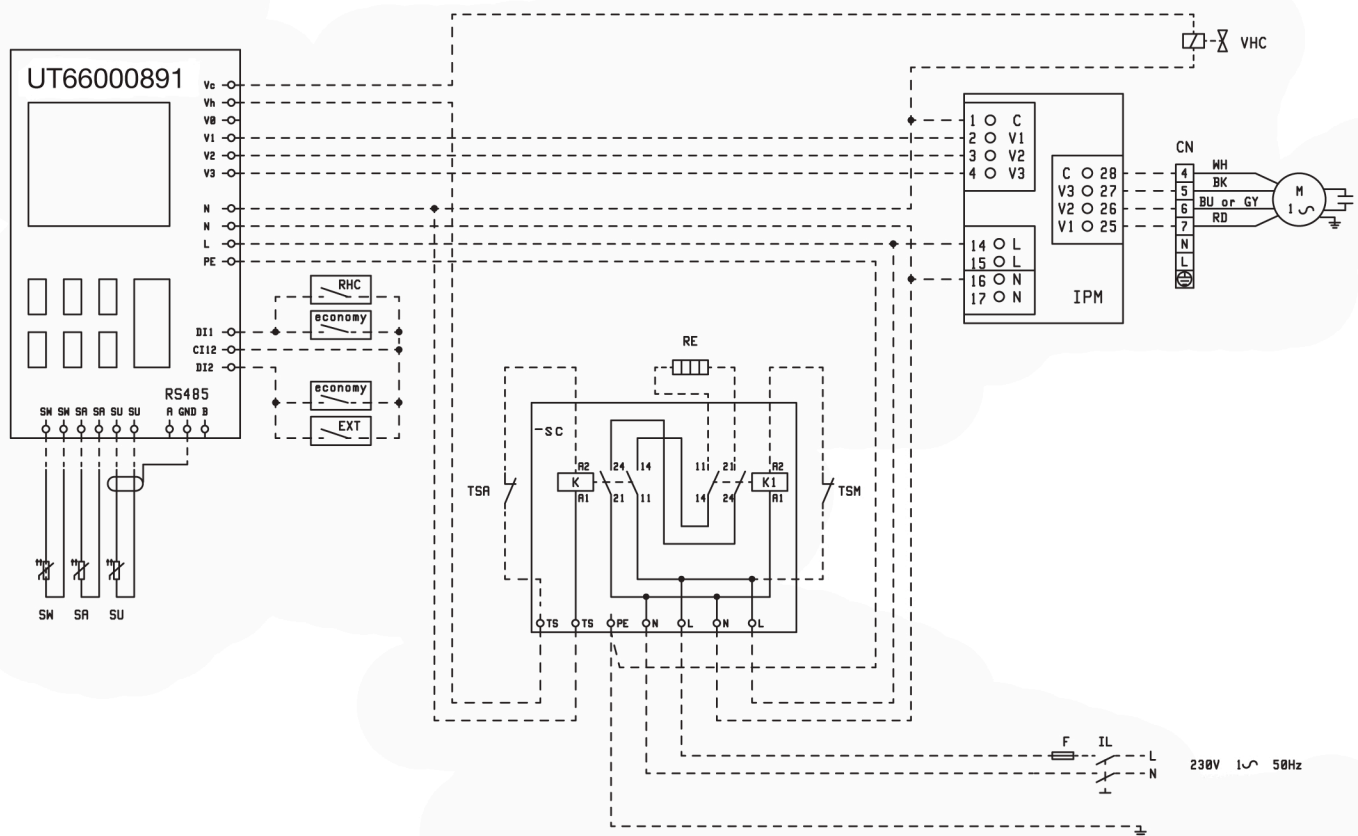 VHC
UT66000891
Vc
Vh
V0
V1
V2
V3
N
N
L
PE
1 C
2 V1
3 V2
4 V3
C 28
V3 27
V2 26
V1 25
14 L
15 L
16 N
17 N
IPM
CN
4
5
6
7
N
L
WH
BK
BU or GY
RD
M
1
RHC
economy
DI1
CI12
DI2
economy
EXT
RS485
SW SW SA SA SU SU A GND B
SW SA SU
RE
-SC
TSA
K
A2
A1
24 14
21 11
11 21
14 24
K1
A2
A1
TSM
TS TS PE N L N L
F IL
L
N
230V 1 50Hz